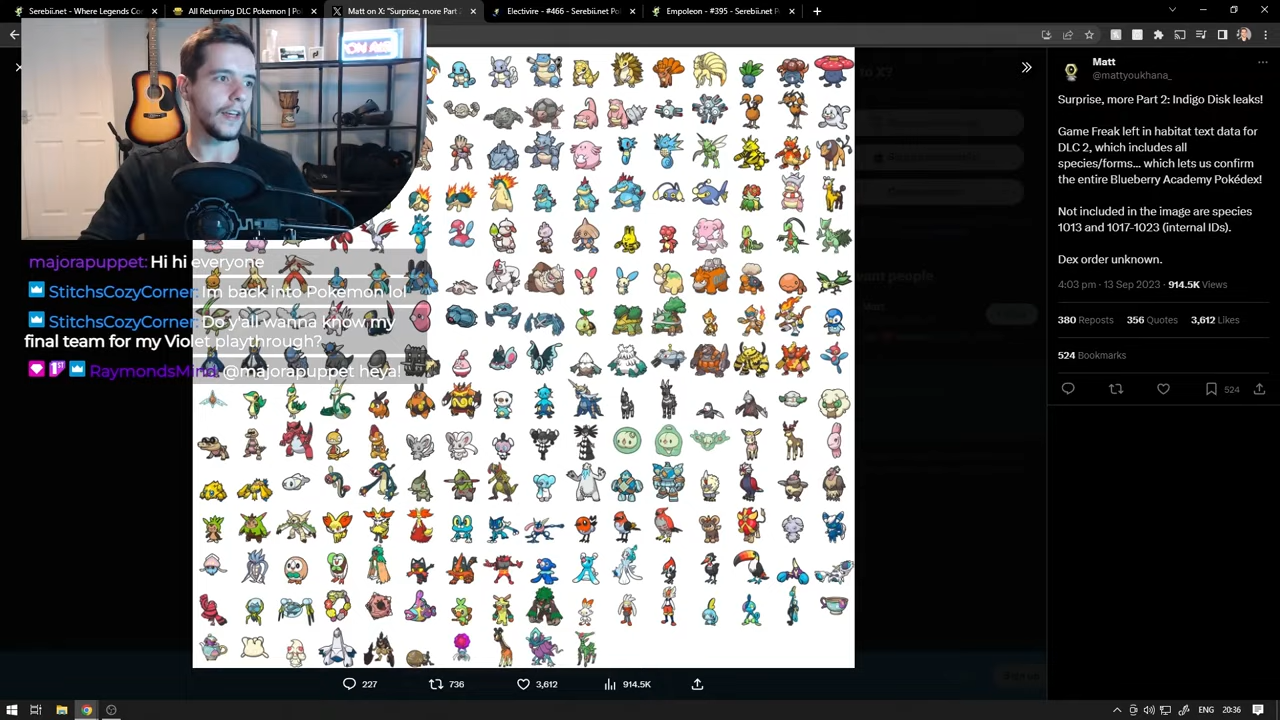 Serebii.net - Where Legends Co
All Returning DLC Pokemon | Pok
Matt on X: "Surprise, more Part 2
Electivire - #466 - Serebii.net Pok
Empoleon - #395 - Serebii.net P
ON AIR
Matt
@mattyoukhana_
Surprise, more Part 2: Indigo Disk leaks!
Game Freak left in habitat text data for
DLC 2, which includes all
species/forms... which lets us confirm
the entire Blueberry Academy Pokédex!
Not included in the image are species
1013 and 1017-1023 (internal IDs).
Dex order unknown.
4:03 pm · 13 Sep 2023 · 914.5K Views
380 Reposts 356 Quotes 3,612 Likes
524 Bookmarks
524
majorapuppet: Hi hi everyone
StitchsCozyCorner: im back into Pokemon lol
StitchsCozyCorner: Do y'all wanna know my
final team for my Violet playthrough?
RaymondsMind: @majorapuppet heya!
227 736 3,612 914.5K
ENG 20:36